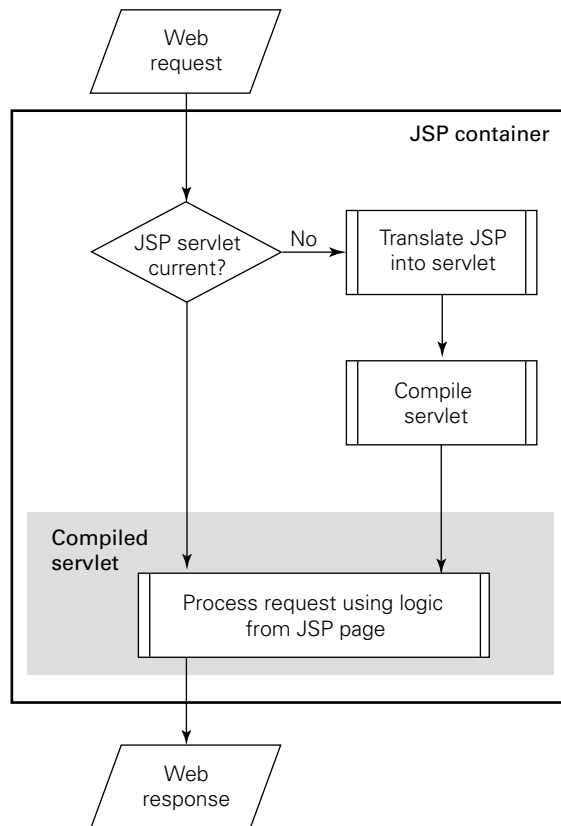 Web
request
JSP container
JSP servlet
current?
No
Translate JSP
into servlet
Compile
servlet
Compiled
servlet
Process request using logic
from JSP page
Web
response